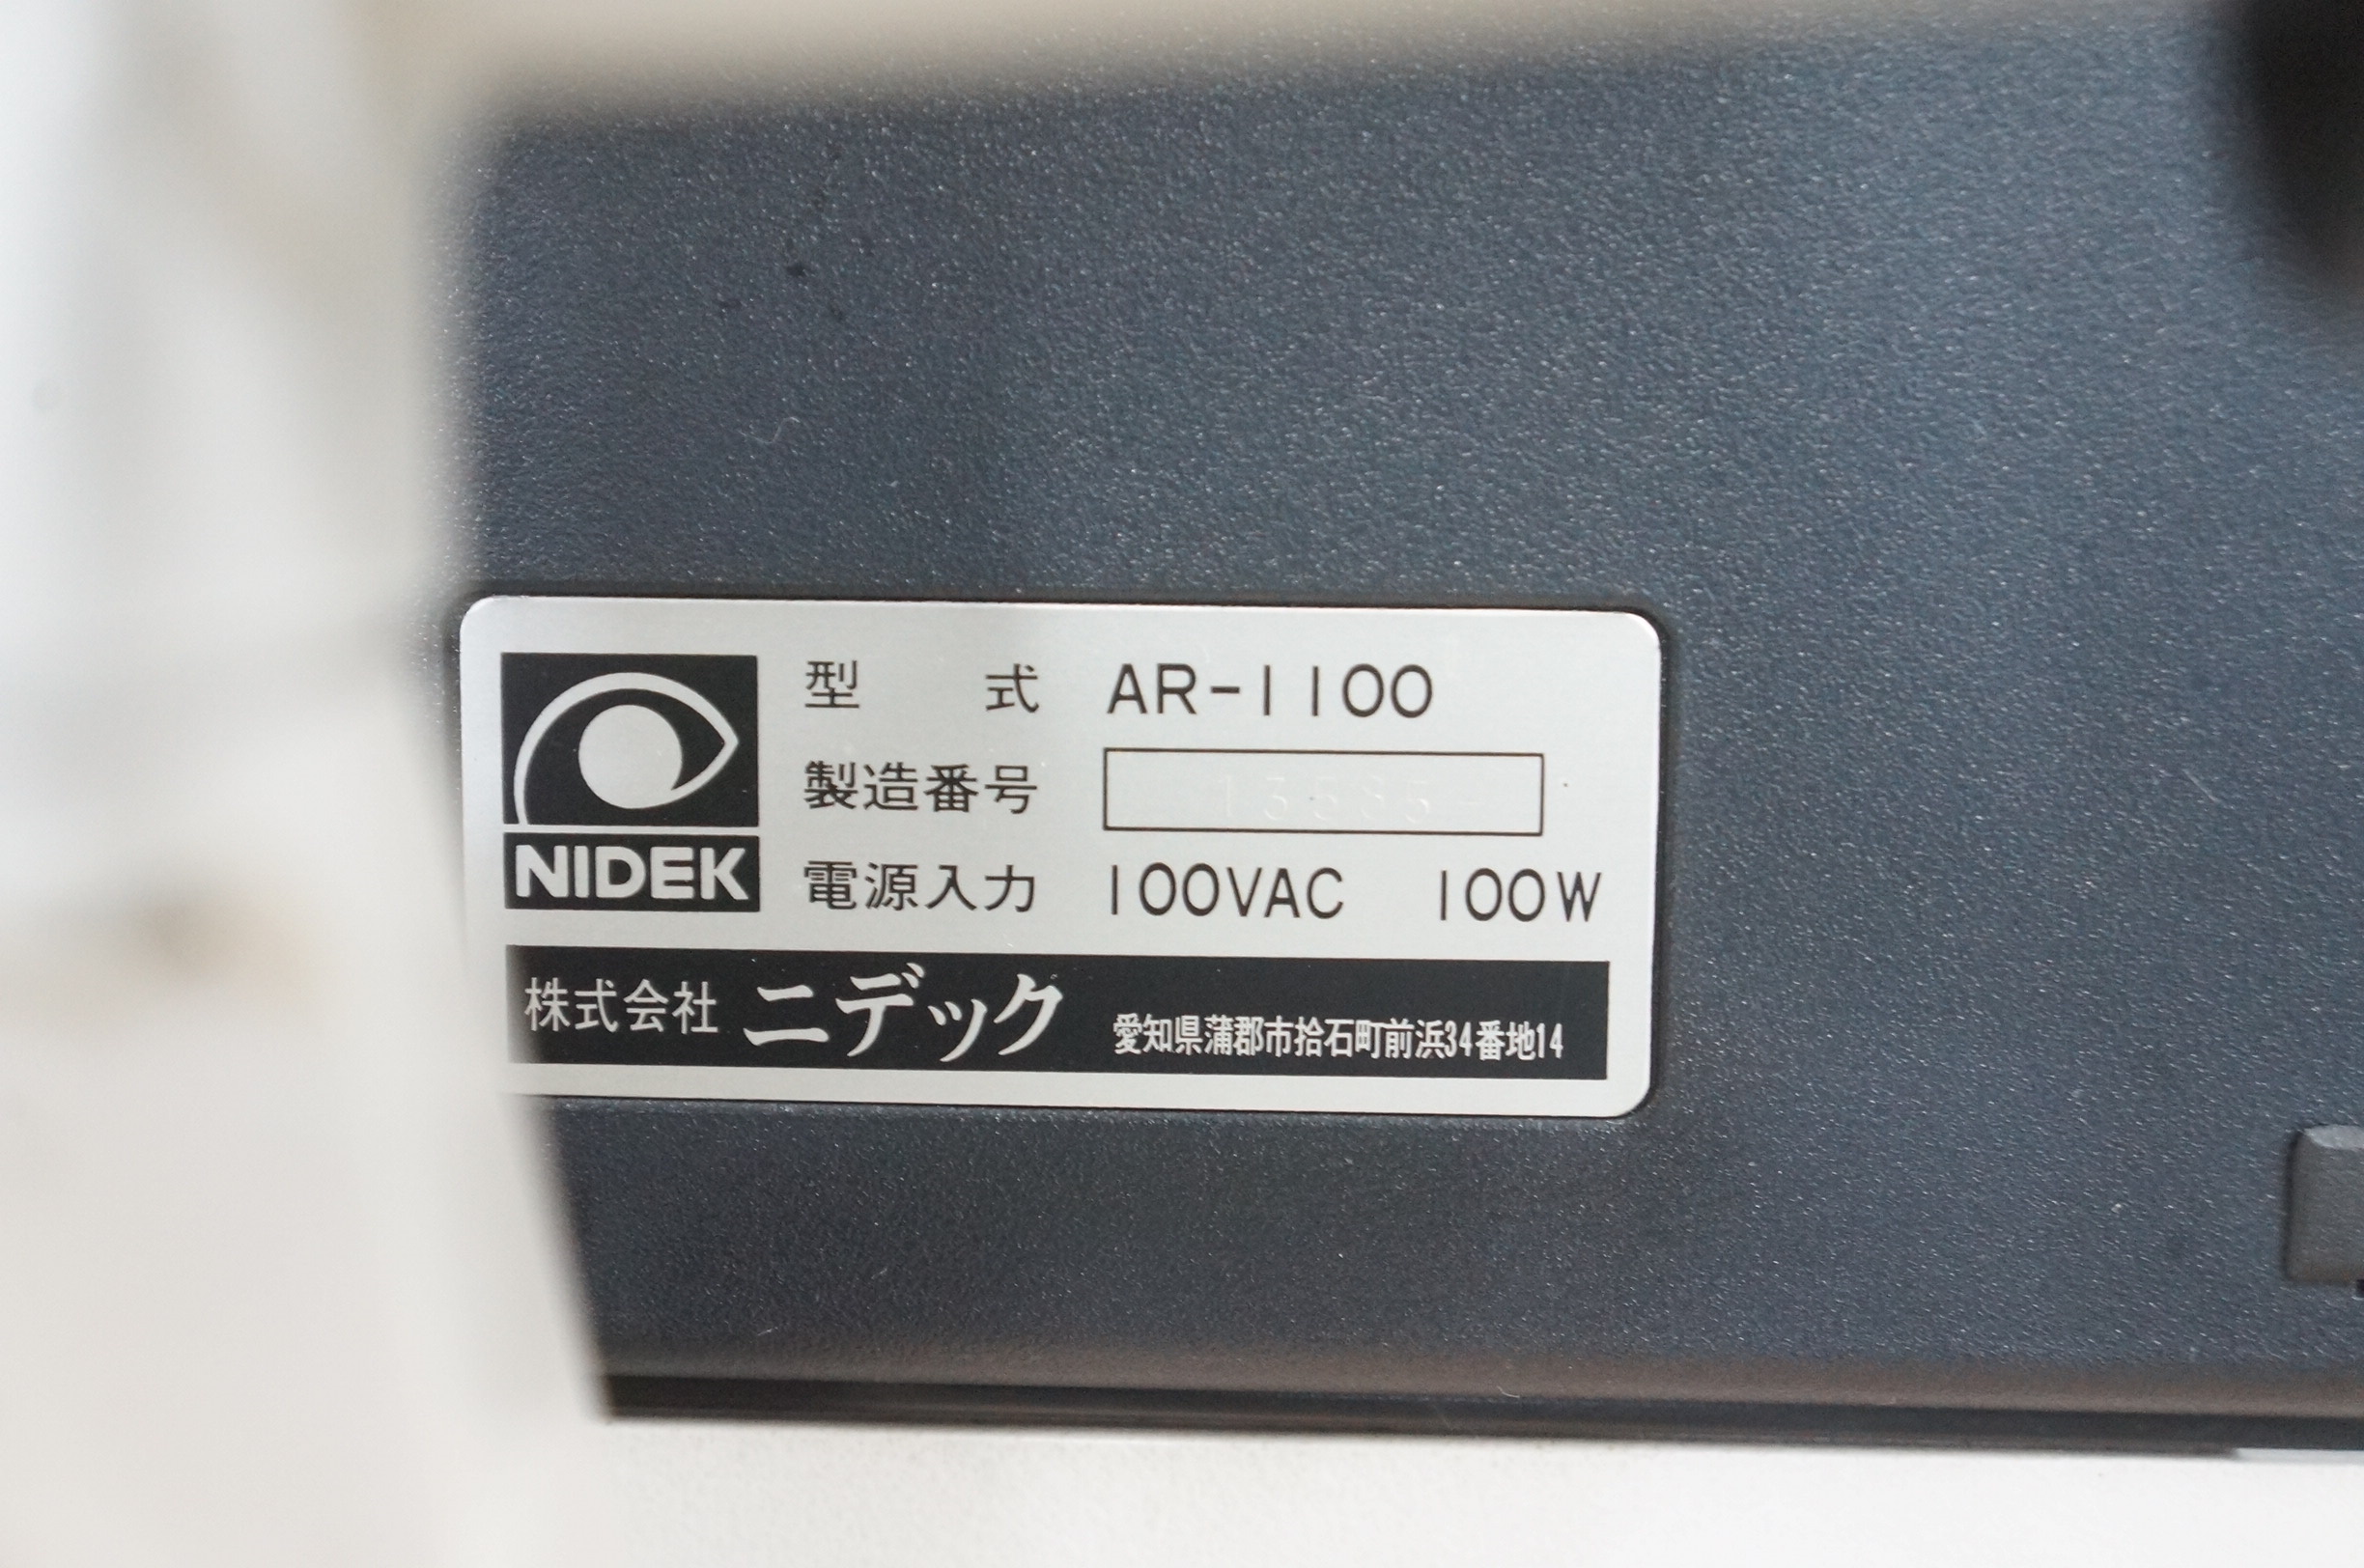 型 式 AR-1100
製造番号
電源入力 100VAC 100W
NIDEK
株式会社 ニデック 愛知県蒲郡市拾石町前浜34番地14